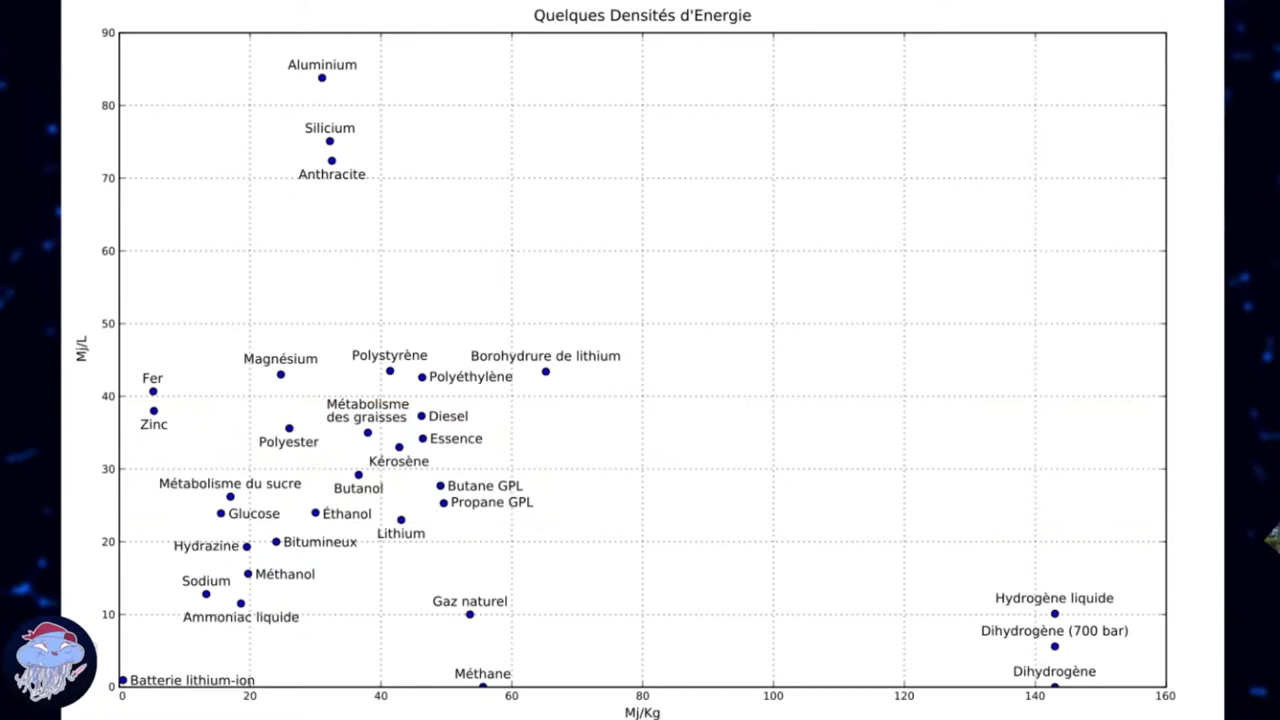 Quelques Densités d'Energie
90
Aluminium
80
Silicium
Anthracite
70
60
50
Mj/L
Magnésium
Polystyrène
Borohydrure de lithium
Fer
Polyéthylène
40
Métabolisme
des graisses
Diesel
Zinc
Polyester
Essence
Kérosène
30
Métabolisme du sucre
Butanol
Butane GPL
Propane GPL
Glucose
Éthanol
Lithium
20
Hydrazine
Bitumineux
Méthanol
Sodium
Gaz naturel
Hydrogène liquide
10
Ammoniac liquide
Dihydrogène (700 bar)
Méthane
Dihydrogène
0
Batterie lithium-ion
0 20 40 60 80 100 120 140 160
Mj/Kg